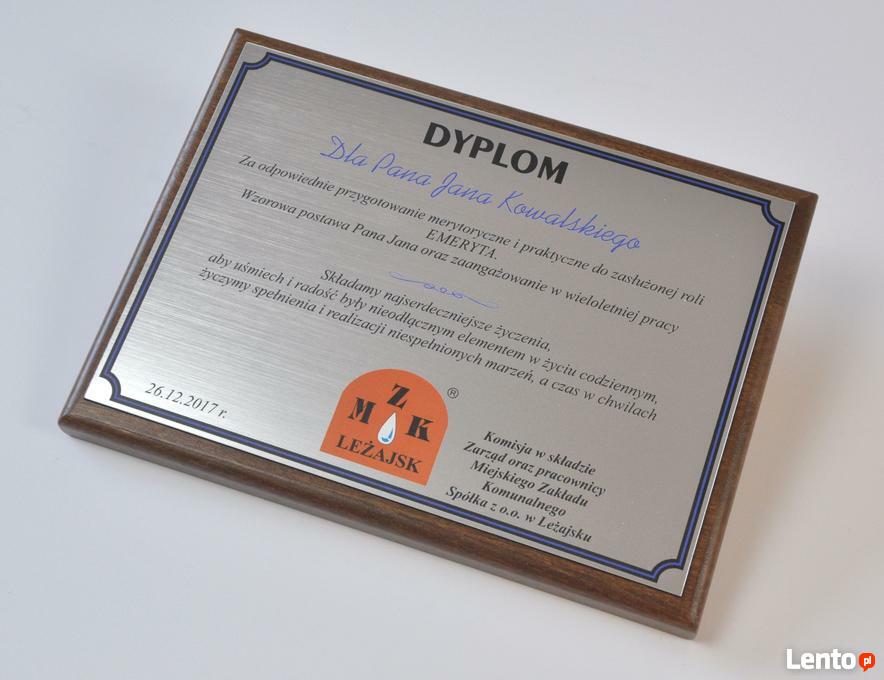 DYPLOM
Dla Pana Jana Kowalskiego
Za odpowiednie przygotowanie merytoryczne i praktyczne do zasłużonej roli
EMERYTA.
Wzorowa postawa Pana Jana oraz zaangażowanie w wieloletniej pracy
Składamy najserdeczniejsze życzenia,
aby uśmiech i radość były nieodłącznym elementem w życiu codziennym,
życzymy spełnienia i realizacji niespełnionych marzeń, a czas w chwilach
26.12.2017 r.
MZK ®
LEŻAJSK
Komisja w składzie
Zarząd oraz pracownicy
Miejskiego Zakładu
Komunalnego
Spółka z o.o. w Leżajsku
Lento pl